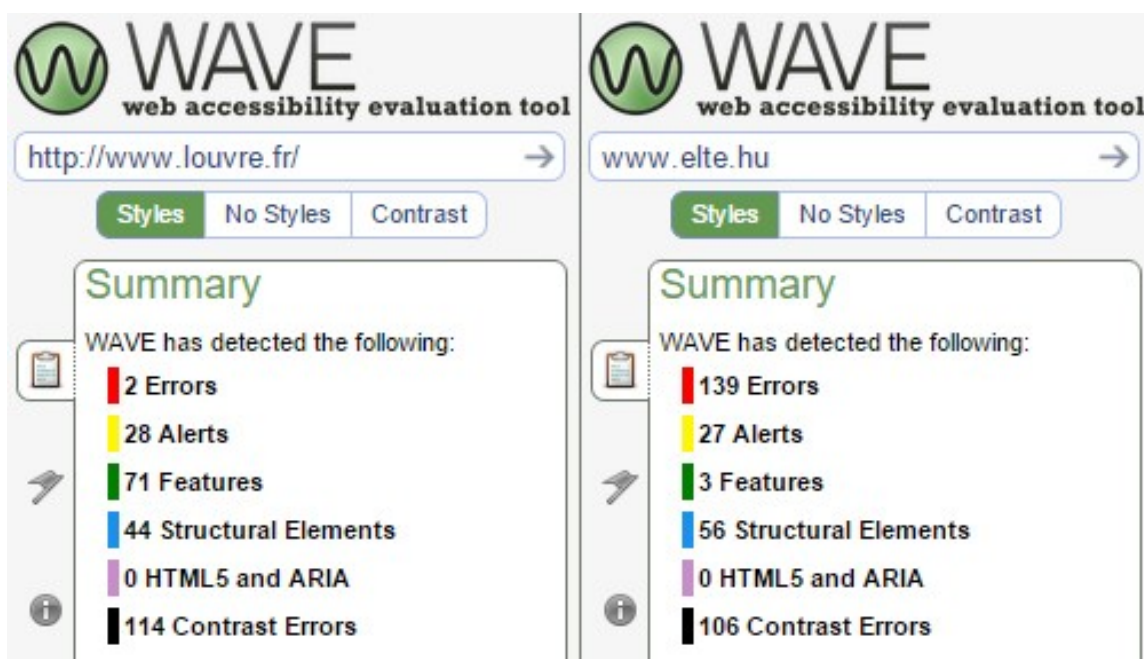 WAVE
web accessibility evaluation tool
http://www.louvre.fr/
Styles No Styles Contrast
Summary
WAVE has detected the following:
2 Errors
28 Alerts
71 Features
44 Structural Elements
0 HTML5 and ARIA
114 Contrast Errors
WAVE
web accessibility evaluation tool
www.elte.hu
Styles No Styles Contrast
Summary
WAVE has detected the following:
139 Errors
27 Alerts
3 Features
56 Structural Elements
0 HTML5 and ARIA
106 Contrast Errors